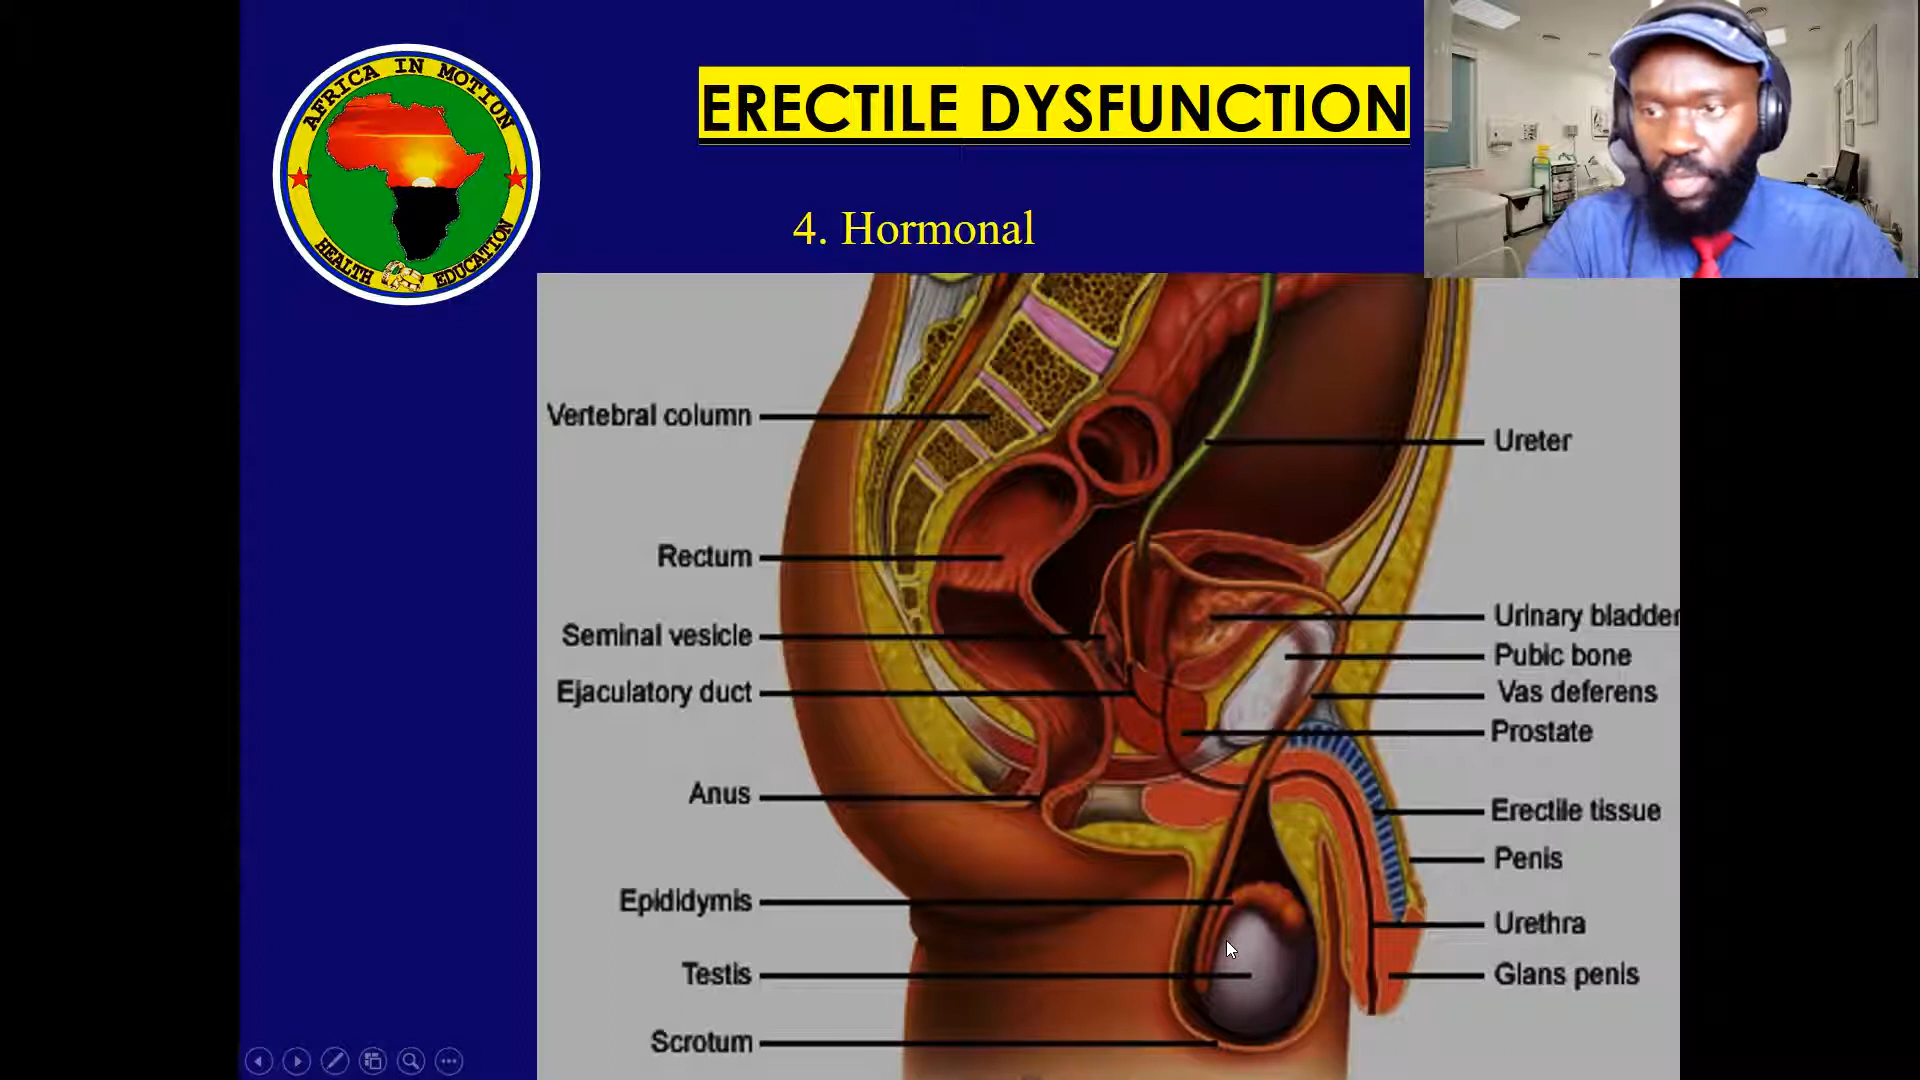 AFRICA IN MOTION
HEALTH EDUCATION
ERECTILE DYSFUNCTION
4. Hormonal
Vertebral column
Rectum
Seminal vesicle
Ejaculatory duct
Anus
Epididymis
Testis
Scrotum
Ureter
Urinary bladder
Pubic bone
Vas deferens
Prostate
Erectile tissue
Penis
Urethra
Glans penis